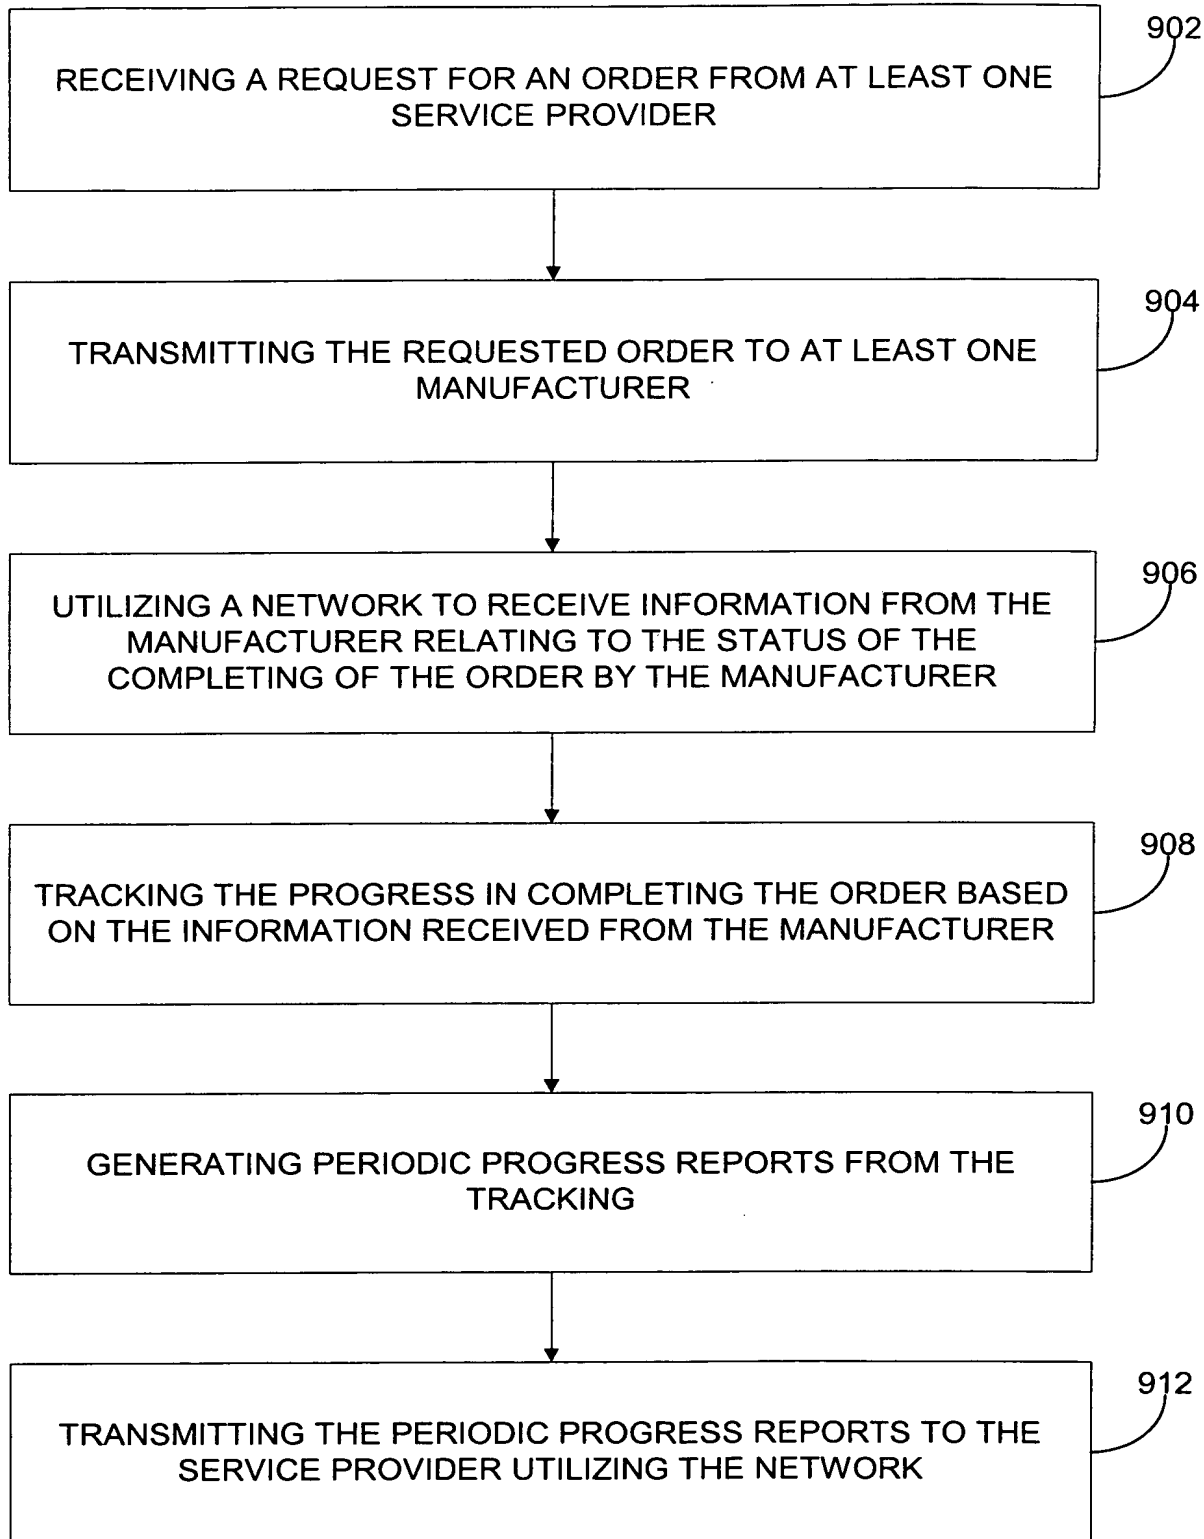 902
RECEIVING A REQUEST FOR AN ORDER FROM AT LEAST ONE
SERVICE PROVIDER
904
TRANSMITTING THE REQUESTED ORDER TO AT LEAST ONE
MANUFACTURER
906
UTILIZING A NETWORK TO RECEIVE INFORMATION FROM THE
MANUFACTURER RELATING TO THE STATUS OF THE
COMPLETING OF THE ORDER BY THE MANUFACTURER
908
TRACKING THE PROGRESS IN COMPLETING THE ORDER BASED
ON THE INFORMATION RECEIVED FROM THE MANUFACTURER
910
GENERATING PERIODIC PROGRESS REPORTS FROM THE
TRACKING
912
TRANSMITTING THE PERIODIC PROGRESS REPORTS TO THE
SERVICE PROVIDER UTILIZING THE NETWORK